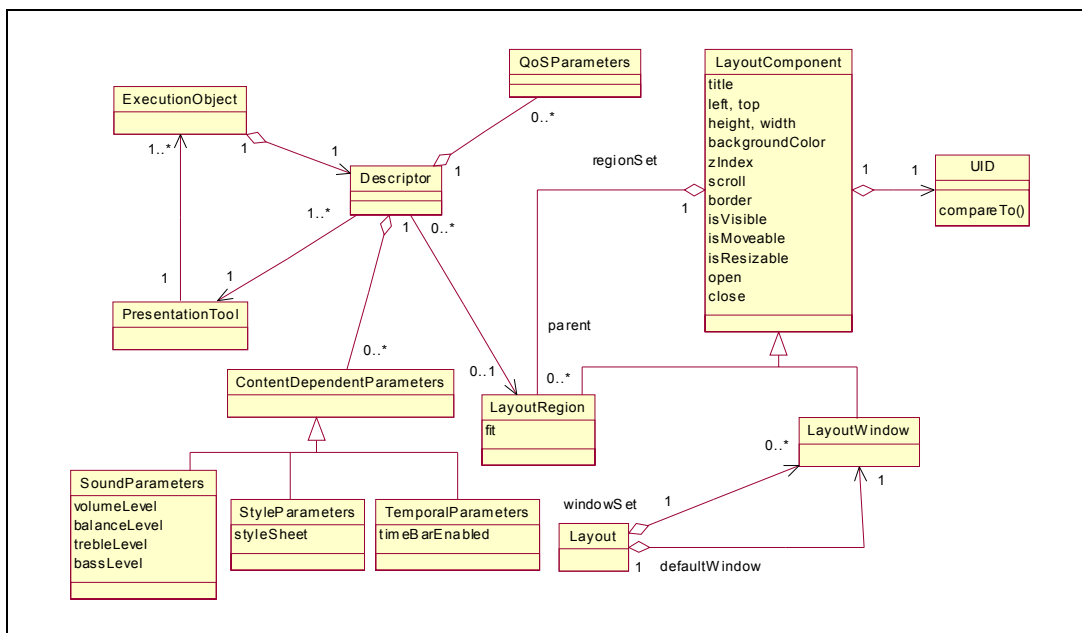 QoSParameters
0..*
ExecutionObject
1..*
1
1
Descriptor
1
1..*
1
0..*
1
1
PresentationTool
0..*
0..1
ContentDependentParameters
SoundParameters
volumeLevel
balanceLevel
trebleLevel
bassLevel
StyleParameters
styleSheet
TemporalParameters
timeBarEnabled
LayoutComponent
title
left, top
height, width
backgroundColor
zIndex
scroll
border
isVisible
isMoveable
isResizable
open
close
regionSet
1
1
1
UID
compareTo()
parent
0..*
LayoutRegion
fit
LayoutWindow
0..*
1
windowSet
1
Layout
1
defaultWindow